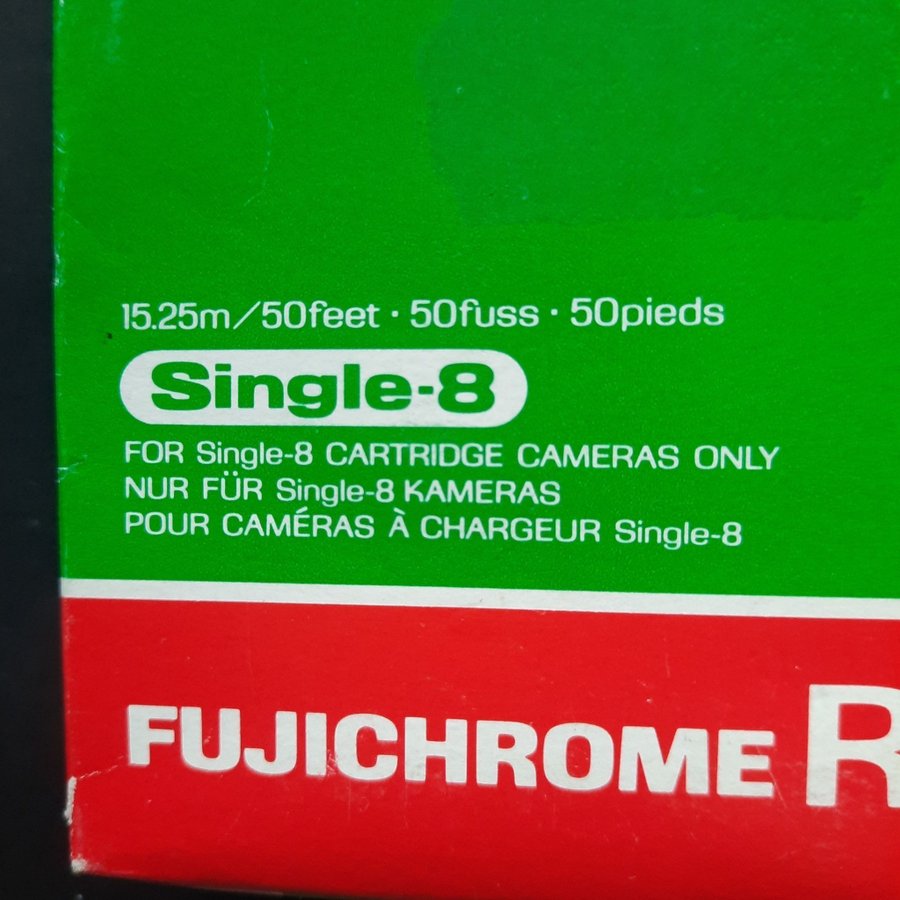 15.25m/50feet · 50fuss · 50pieds
Single-8
FOR Single-8 CARTRIDGE CAMERAS ONLY
NUR FÜR Single-8 KAMERAS
POUR CAMÉRAS À CHARGEUR Single-8
FUJICHROME R